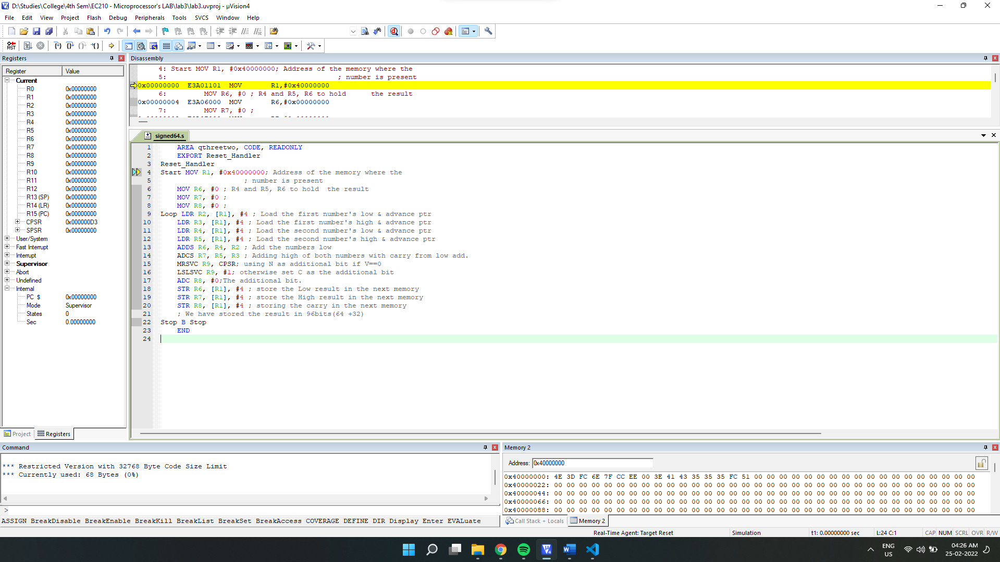 D:\Studies\College\4th Sem\EC210 - Microprocessor's LAB\lab3\lab3.uvproj - µVision4
File Edit View Project Flash Debug Peripherals Tools SVCS Window Help
Registers
Register Value
Current
R0 0x00000000
R1 0x00000000
R2 0x00000000
R3 0x00000000
R4 0x00000000
R5 0x00000000
R6 0x00000000
R7 0x00000000
R8 0x00000000
R9 0x00000000
R10 0x00000000
R11 0x00000000
R12 0x00000000
R13 (SP) 0x00000000
R14 (LR) 0x00000000
R15 (PC) 0x00000000
CPSR 0x000000D3
SPSR 0x00000000
User/System
Fast Interrupt
Interrupt
Supervisor
Abort
Undefined
Internal
PC $ 0x00000000
Mode Supervisor
States 0
Sec 0.00000000
Project Registers
Disassembly
4: Start MOV R1, #0x40000000; Address of the memory where the
5: ; number is present
0x00000000 E3A01101 MOV R1,#0x40000000
6: MOV R6, #0 ; R4 and R5, R6 to hold the result
0x00000004 E3A06000 MOV R6,#0x00000000
7: MOV R7, #0 ;
signed64.s
1 AREA qthreetwo, CODE, READONLY
2 EXPORT Reset_Handler
3 Reset_Handler
4 Start MOV R1, #0x40000000; Address of the memory where the
5 ; number is present
6 MOV R6, #0 ; R4 and R5, R6 to hold the result
7 MOV R7, #0 ;
8 MOV R8, #0 ;
9 Loop LDR R2, [R1], #4 ; Load the first number's low & advance ptr
10 LDR R3, [R1], #4 ; Load the first number's high & advance ptr
11 LDR R4, [R1], #4 ; Load the second number's low & advance ptr
12 LDR R5, [R1], #4 ; Load the second number's high & advance ptr
13 ADDS R6, R4, R2 ; Add the numbers low
14 ADCS R7, R5, R3 ; Adding high of both numbers with carry from low add.
15 MRSVC R9, CPSR; using N as additional bit if V==0
16 LSLSVC R9, #1; otherwise set C as the additional bit
17 ADC R8, #0;The additional bit.
18 STR R6, [R1], #4 ; store the Low result in the next memory
19 STR R7, [R1], #4 ; store the High result in the next memory
20 STR R8, [R1], #4 ; storing the carry in the next memory
21 ; We have stored the result in 96bits(64 +32)
22 Stop B Stop
23 END
24
Command
*** Restricted Version with 32768 Byte Code Size Limit
*** Currently used: 68 Bytes (0%)
>
ASSIGN BreakDisable BreakEnable BreakKill BreakList BreakSet BreakAccess COVERAGE DEFINE DIR Display Enter EVALuate
Memory 2
Address: 0x40000000
0x40000000: 4E 3D FC 6E 7F CC EE 00 3E 41 43 35 35 35 FC 51 00 00 00 00 00 00 00 00 00 00 00 00 00 00 00 00 00 00
0x40000022: 00 00 00 00 00 00 00 00 00 00 00 00 00 00 00 00 00 00 00 00 00 00 00 00 00 00 00 00 00 00 00 00 00 00
0x40000044: 00 00 00 00 00 00 00 00 00 00 00 00 00 00 00 00 00 00 00 00 00 00 00 00 00 00 00 00 00 00 00 00 00 00
0x40000066: 00 00 00 00 00 00 00 00 00 00 00 00 00 00 00 00 00 00 00 00 00 00 00 00 00 00 00 00 00 00 00 00 00 00
0x40000088: 00 00 00 00 00 00 00 00 00 00 00 00 00 00 00 00 00 00 00 00 00 00 00 00 00 00 00 00 00 00 00 00 00 00
Call Stack + Locals Memory 2
Real-Time Agent: Target Reset Simulation t1: 0.00000000 sec L:24 C:1 CAP NUM SCRL OVR R/W
ENG
US
04:26 AM
25-02-2022